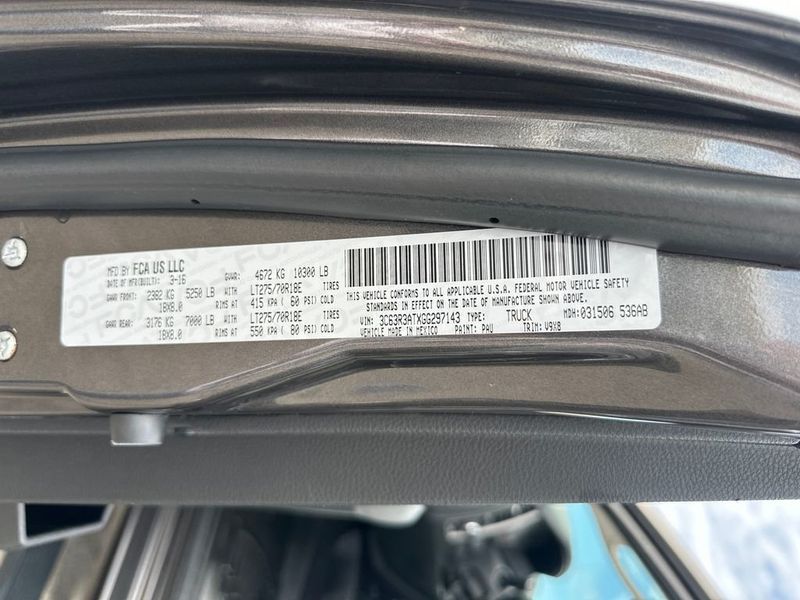 MFD BY FCA US LLC
DATE OF MFR(BUILT): 3-16 GVWR: 4672 KG 10300 LB
GAWR FRONT: 2382 KG 5250 LB WITH LT275/70R18E TIRES
18X8.0 RIMS AT 415 KPA ( 60 PSI) COLD
GAWR REAR: 3176 KG 7000 LB WITH LT275/70R18E TIRES
18X8.0 RIMS AT 550 KPA ( 80 PSI) COLD
THIS VEHICLE CONFORMS TO ALL APPLICABLE U.S.A. FEDERAL MOTOR VEHICLE SAFETY
STANDARDS IN EFFECT ON THE DATE OF MANUFACTURE SHOWN ABOVE.
VIN: 3C63R3ATXGG297143 TYPE: TRUCK MDH: 031506 536AB
VEHICLE MADE IN MEXICO PAINT: PAU TRIM: V9X8